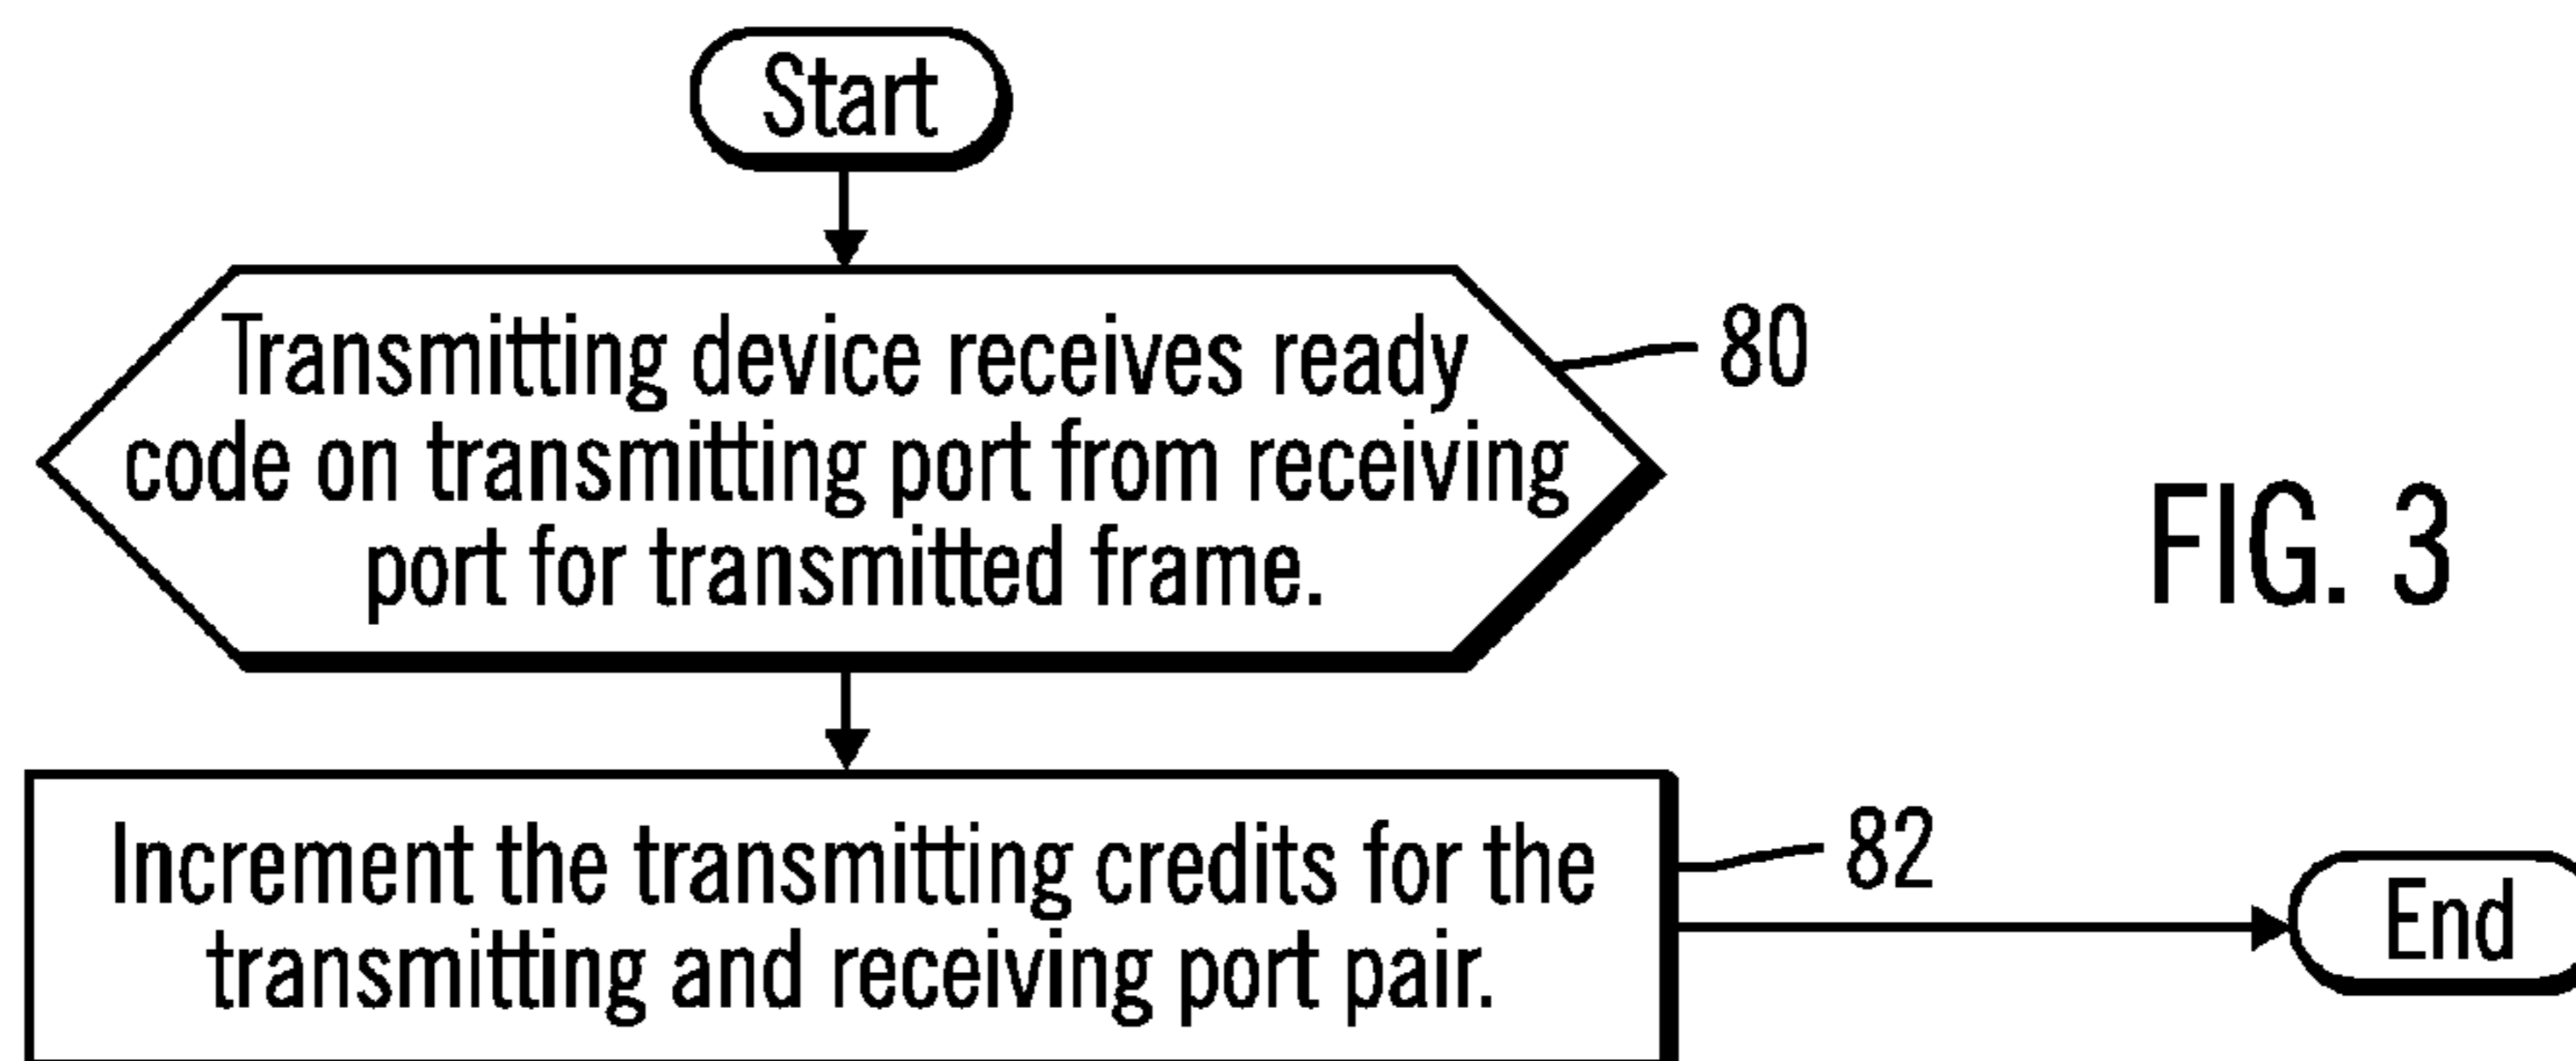 Start
Transmitting device receives ready
code on transmitting port from receiving
port for transmitted frame.
80
FIG. 3
Increment the transmitting credits for the
transmitting and receiving port pair.
82
End